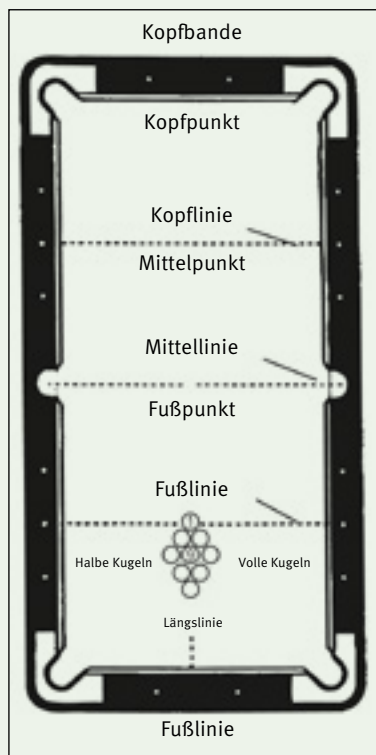 Kopfbande
Kopfpunkt
Kopflinie
Mittelpunkt
Mittellinie
Fußpunkt
Fußlinie
Halbe Kugeln
Volle Kugeln
Längslinie
Fußlinie